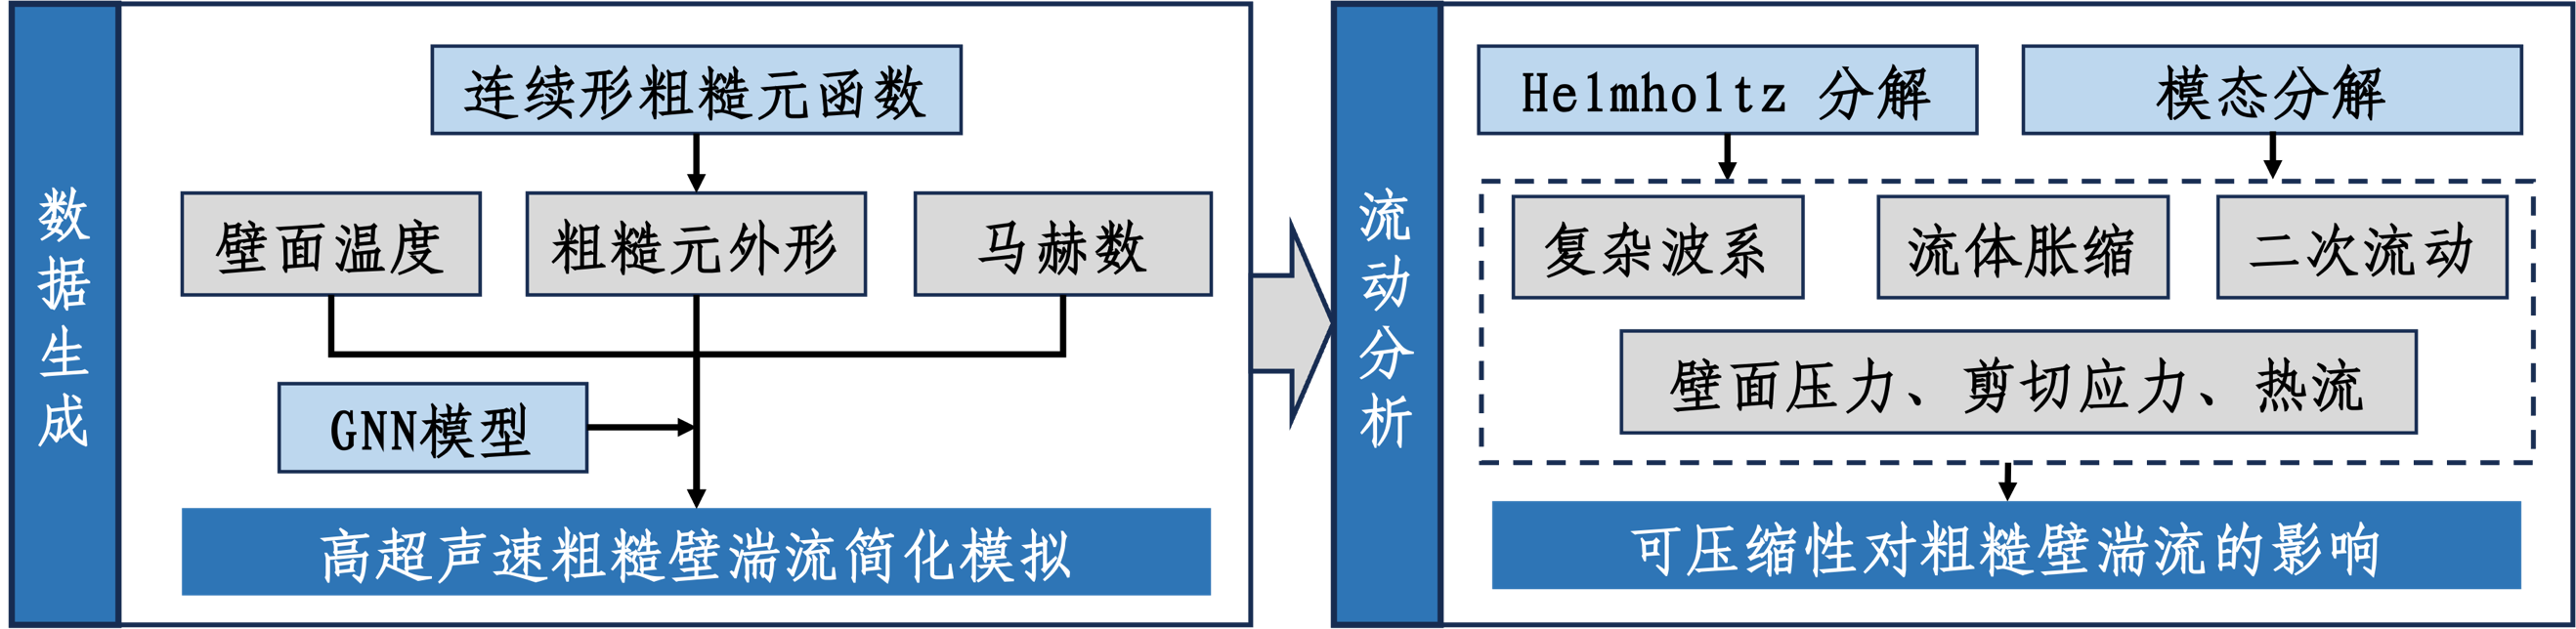 数据生成
连续形粗糙元函数
壁面温度
粗糙元外形
马赫数
GNN模型
高超声速粗糙壁湍流简化模拟
流动分析
Helmholtz 分解
模态分解
复杂波系
流体胀缩
二次流动
壁面压力、剪切应力、热流
可压缩性对粗糙壁湍流的影响